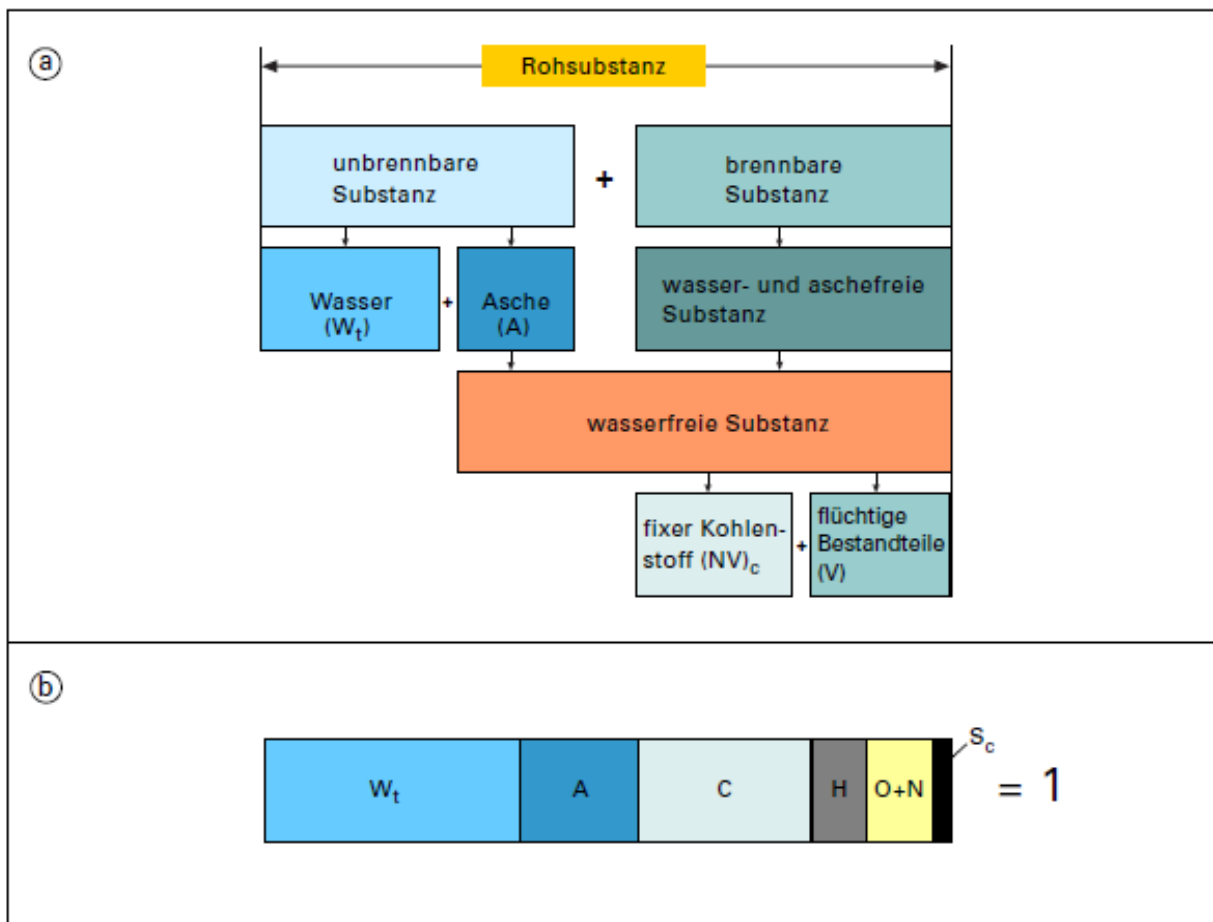 ⓐ
Rohsubstanz
unbrennbare
Substanz
+
brennbare
Substanz
Wasser
(Wₜ)
+
Asche
(A)
wasser- und aschefreie
Substanz
wasserfreie Substanz
fixer Kohlen-
stoff (NV)c
+
flüchtige
Bestandteile
(V)
ⓑ
Wₜ
A
C
H
O+N
Sc
= 1